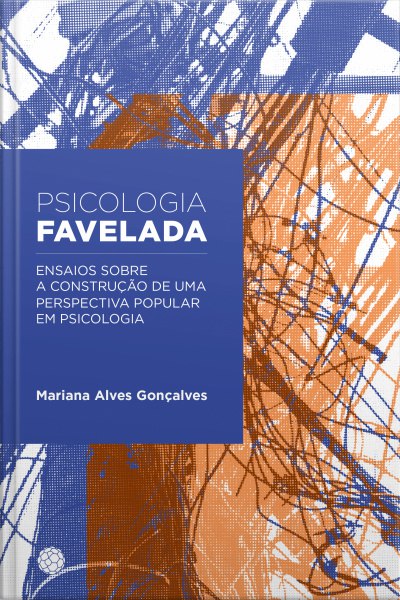 PSICOLOGIA
FAVELADA
ENSAIOS SOBRE
A CONSTRUÇÃO DE UMA
PERSPECTIVA POPULAR
EM PSICOLOGIA
Mariana Alves Gonçalves